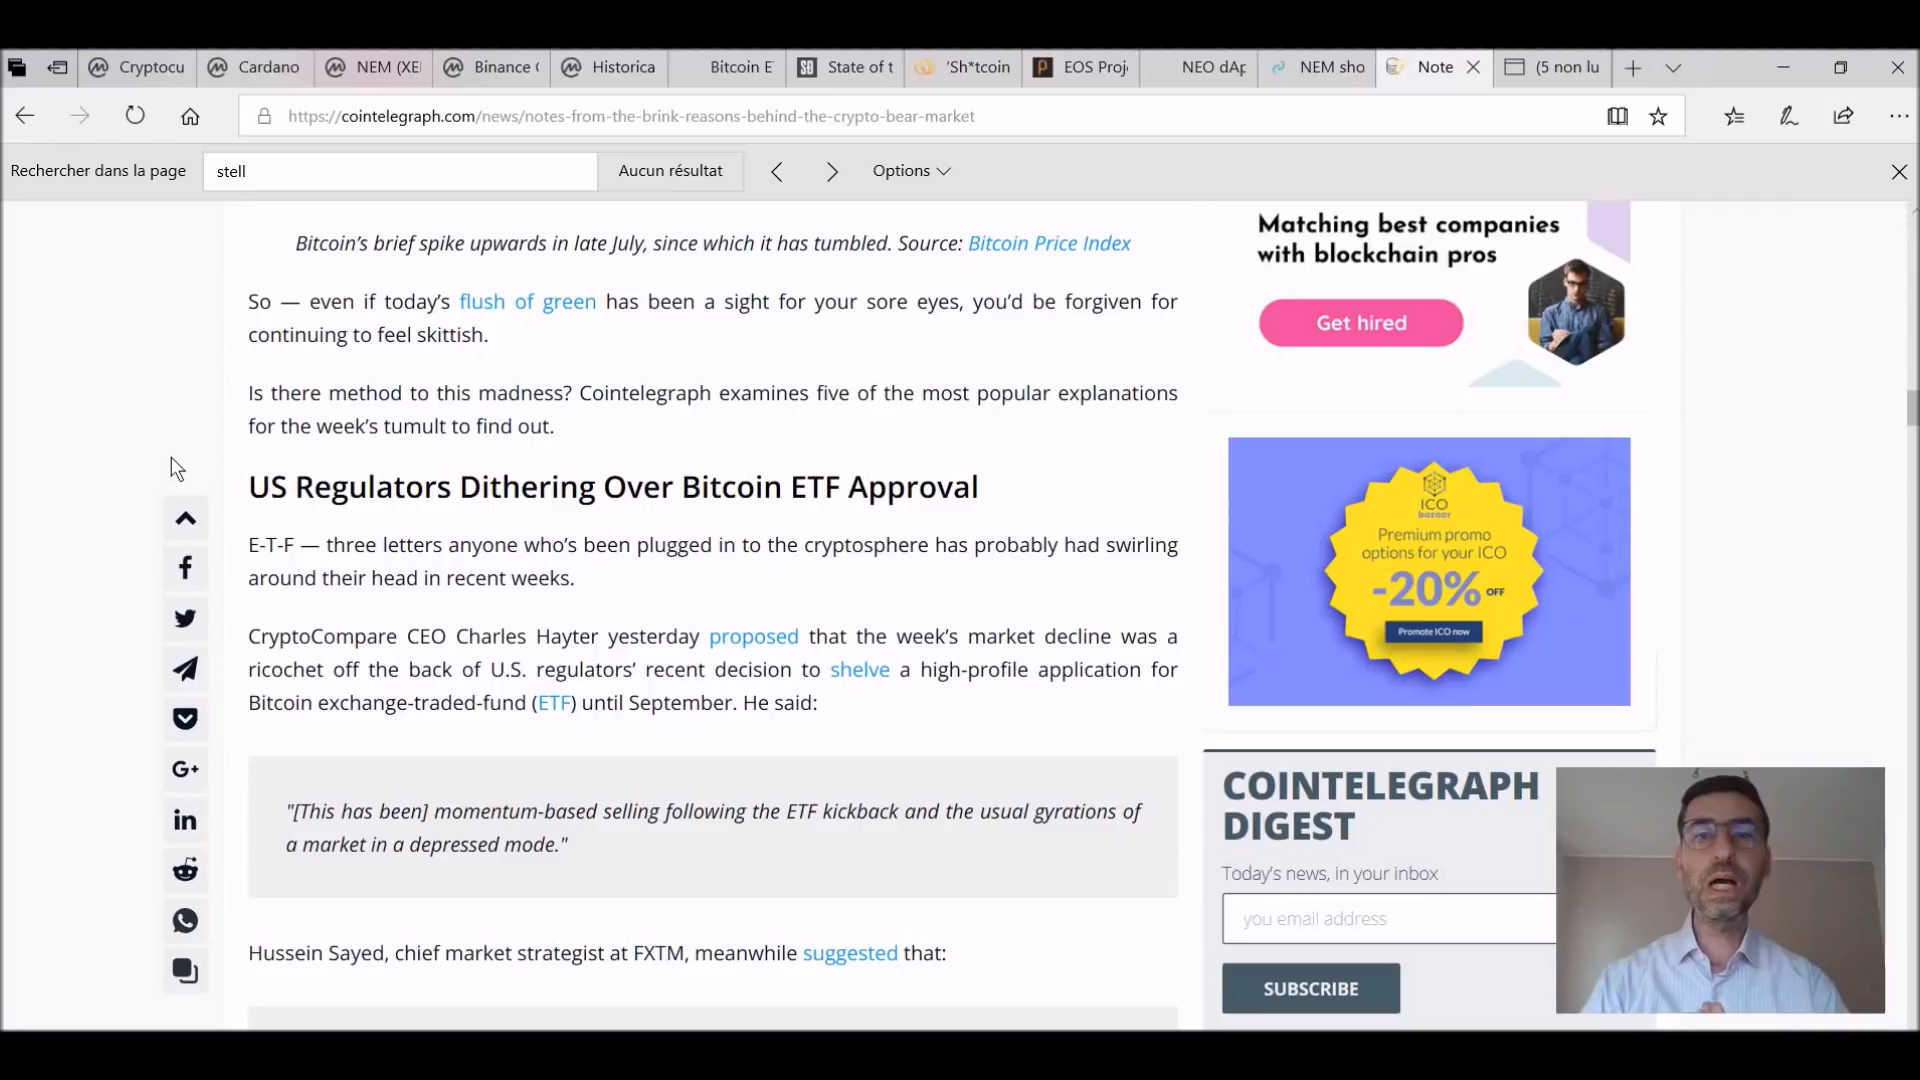 Cryptocu
Cardano
NEM (XE
Binance C
Historica
Bitcoin E
State of t
'Sh*tcoin
EOS Proj
NEO dAp
NEM sho
Note
(5 non lu
https://cointelegraph.com/news/notes-from-the-brink-reasons-behind-the-crypto-bear-market
Rechercher dans la page
stell
Aucun résultat
Options
Bitcoin's brief spike upwards in late July, since which it has tumbled. Source: Bitcoin Price Index
So — even if today's flush of green has been a sight for your sore eyes, you'd be forgiven for
continuing to feel skittish.
Is there method to this madness? Cointelegraph examines five of the most popular explanations
for the week's tumult to find out.
US Regulators Dithering Over Bitcoin ETF Approval
E-T-F — three letters anyone who's been plugged in to the cryptosphere has probably had swirling
around their head in recent weeks.
CryptoCompare CEO Charles Hayter yesterday proposed that the week's market decline was a
ricochet off the back of U.S. regulators' recent decision to shelve a high-profile application for
Bitcoin exchange-traded-fund (ETF) until September. He said:
"[This has been] momentum-based selling following the ETF kickback and the usual gyrations of
a market in a depressed mode."
Hussein Sayed, chief market strategist at FXTM, meanwhile suggested that:
Matching best companies
with blockchain pros
Get hired
ICO
bazaar
Premium promo
options for your ICO
-20% OFF
Promote ICO now
COINTELEGRAPH
DIGEST
Today's news, in your inbox
you email address
SUBSCRIBE